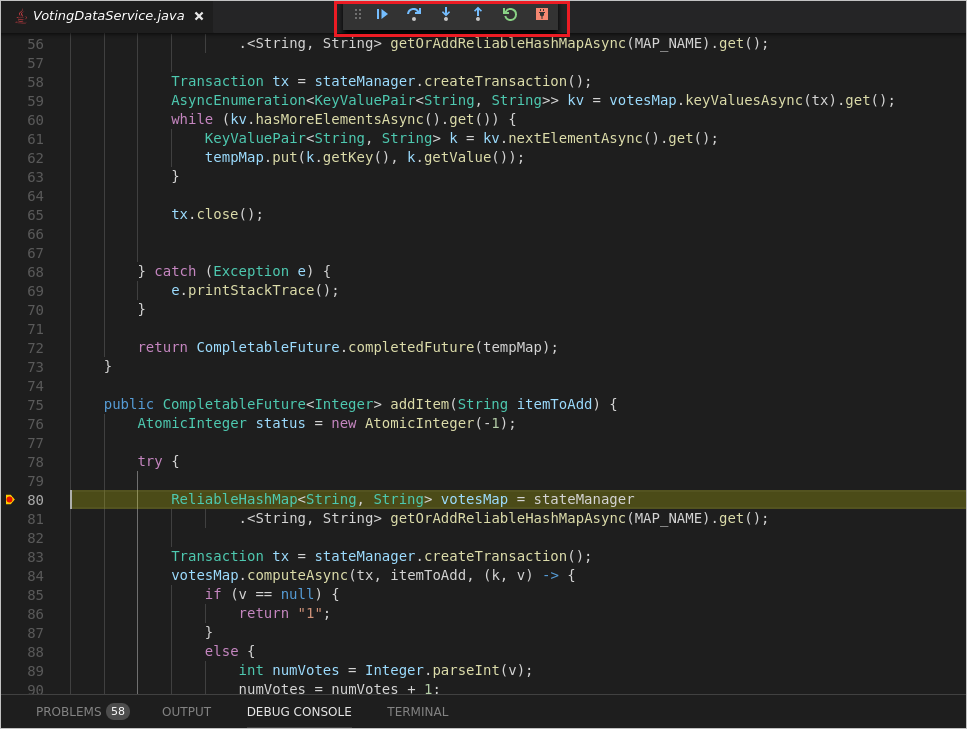 VotingDataService.java ×
56 .<String, String> getOrAddReliableHashMapAsync(MAP_NAME).get();
57
58 Transaction tx = stateManager.createTransaction();
59 AsyncEnumeration<KeyValuePair<String, String>> kv = votesMap.keyValuesAsync(tx).get();
60 while (kv.hasMoreElementsAsync().get()) {
61 KeyValuePair<String, String> k = kv.nextElementAsync().get();
62 tempMap.put(k.getKey(), k.getValue());
63 }
64
65 tx.close();
66
67
68 } catch (Exception e) {
69 e.printStackTrace();
70 }
71
72 return CompletableFuture.completedFuture(tempMap);
73 }
74
75 public CompletableFuture<Integer> addItem(String itemToAdd) {
76 AtomicInteger status = new AtomicInteger(-1);
77
78 try {
79
80 ReliableHashMap<String, String> votesMap = stateManager
81 .<String, String> getOrAddReliableHashMapAsync(MAP_NAME).get();
82
83 Transaction tx = stateManager.createTransaction();
84 votesMap.computeAsync(tx, itemToAdd, (k, v) -> {
85 if (v == null) {
86 return "1";
87 }
88 else {
89 int numVotes = Integer.parseInt(v);
90 numVotes = numVotes + 1;
PROBLEMS 58 OUTPUT DEBUG CONSOLE TERMINAL